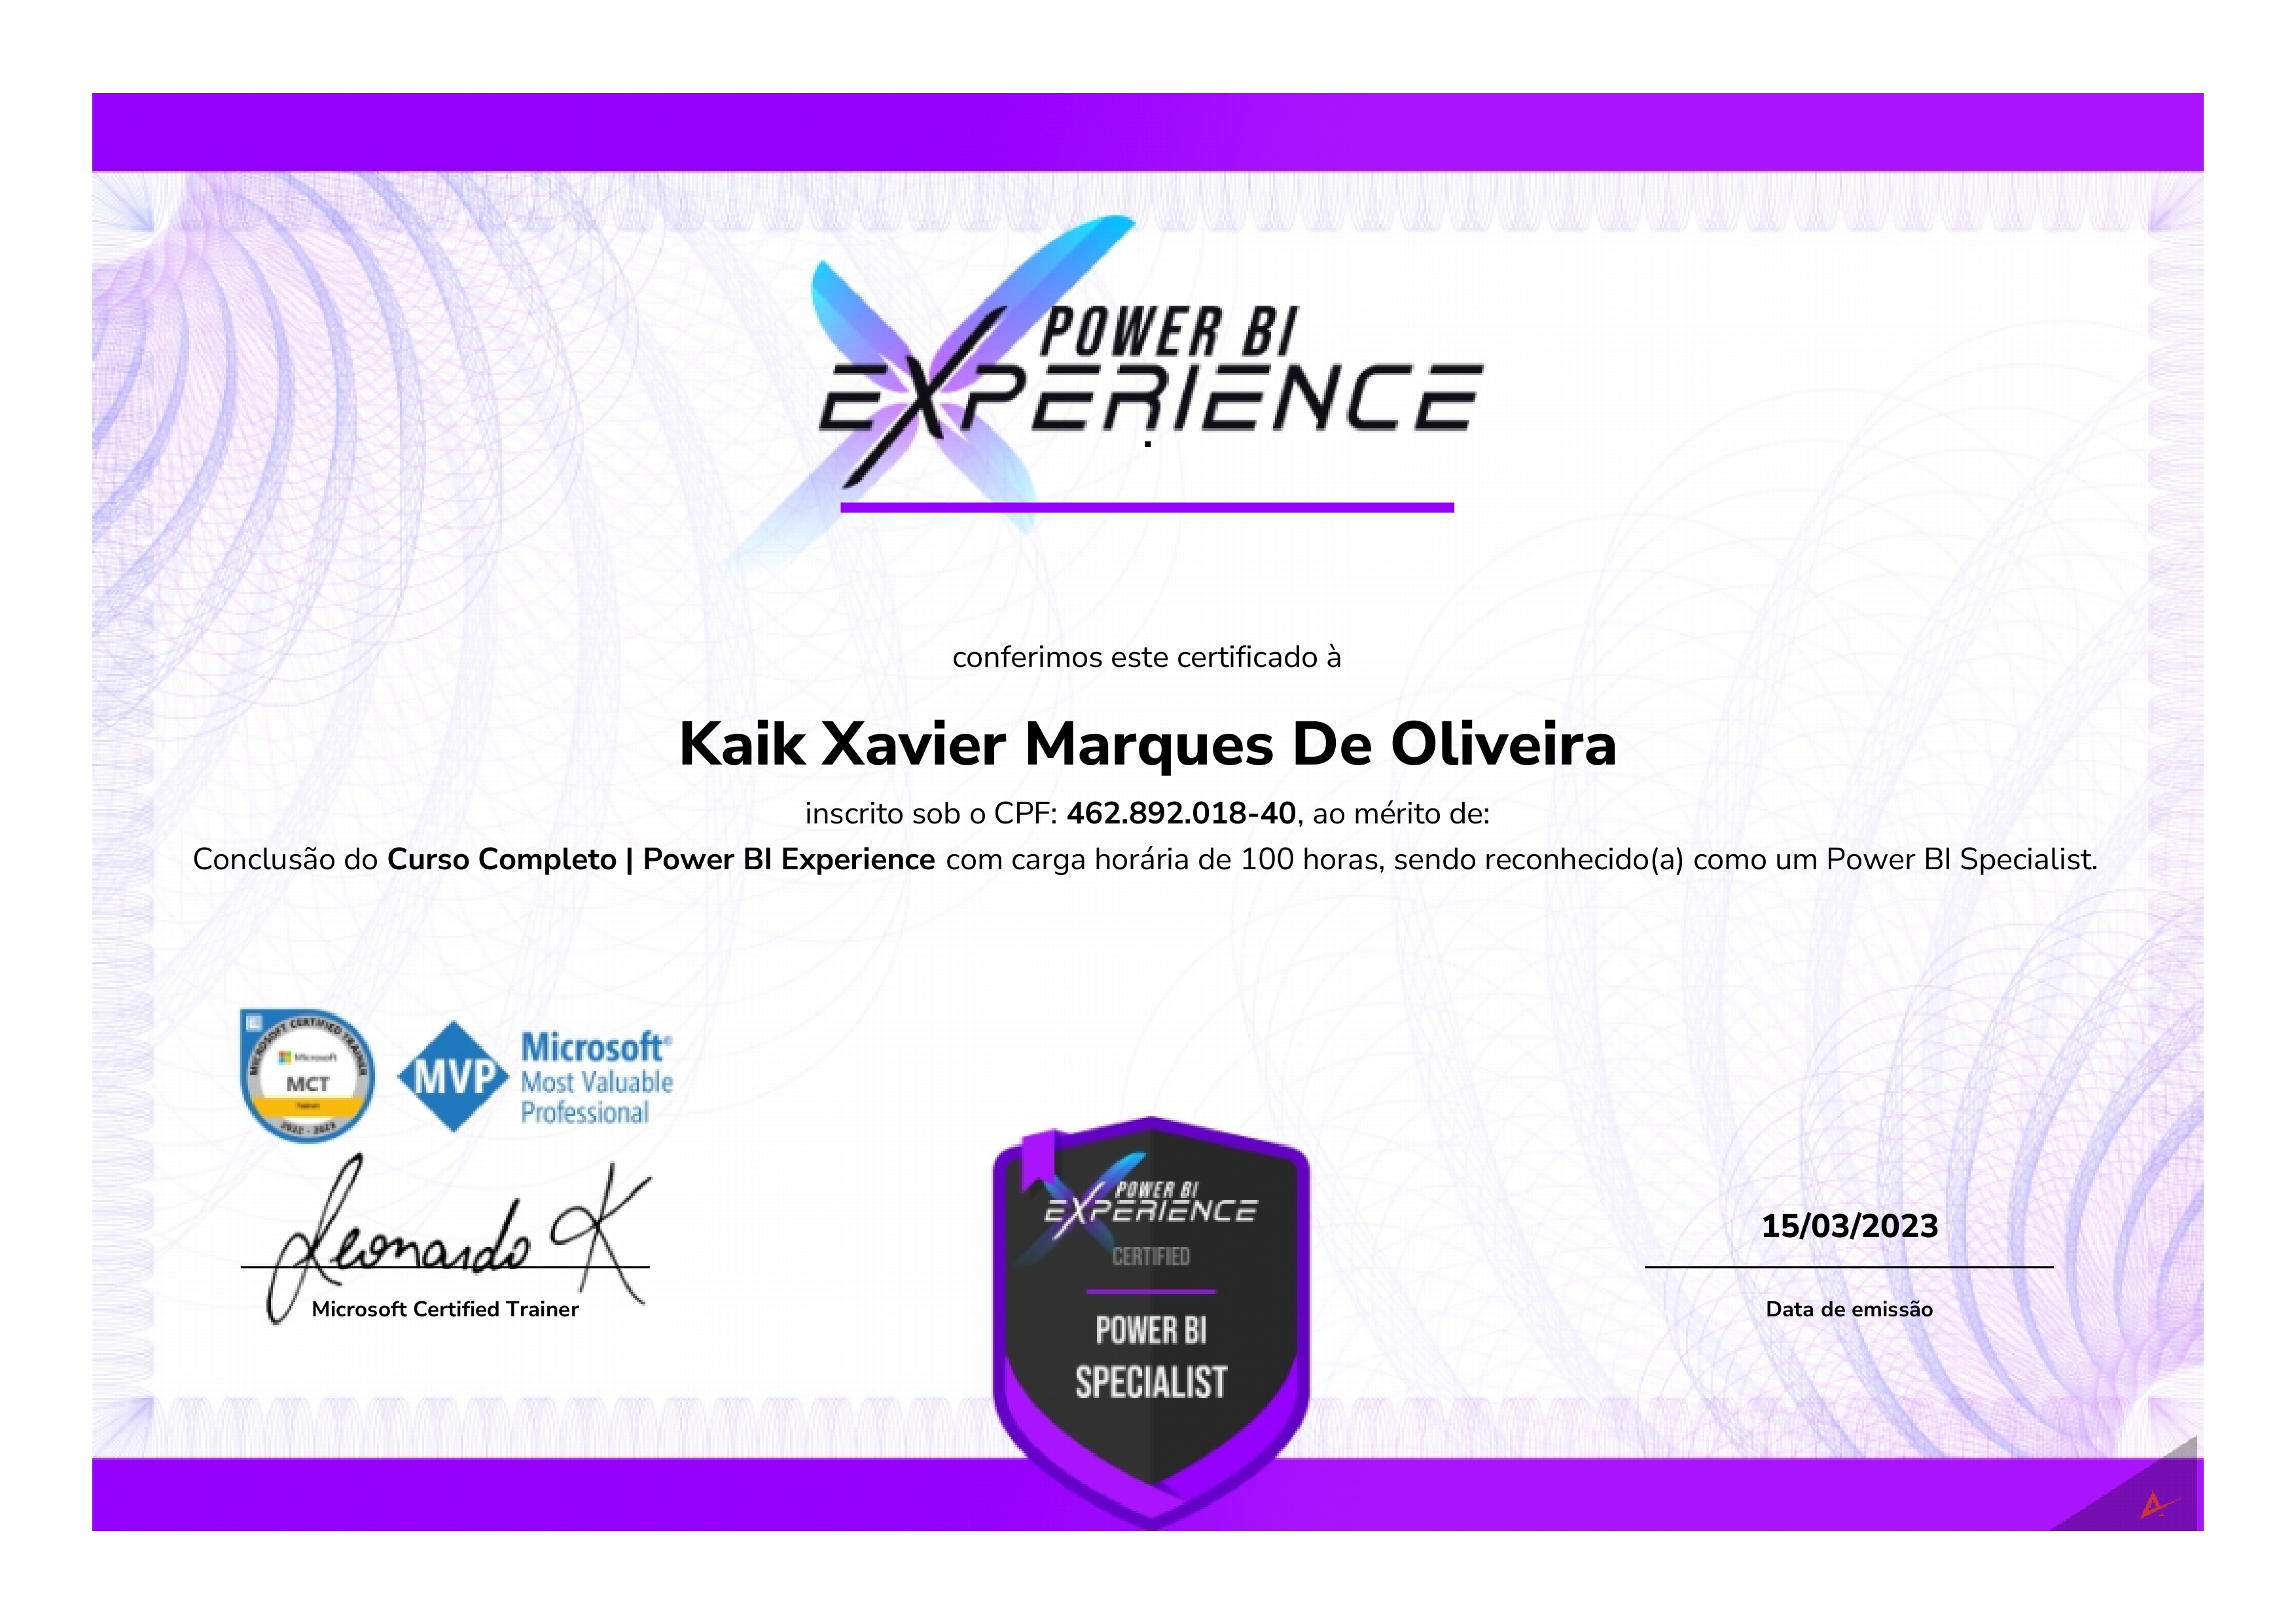 POWER BI
EXPERIENCE
.
conferimos este certificado à
Kaik Xavier Marques De Oliveira
inscrito sob o CPF: 462.892.018-40, ao mérito de:
Conclusão do Curso Completo | Power BI Experience com carga horária de 100 horas, sendo reconhecido(a) como um Power BI Specialist.
MICROSOFT CERTIFIED TRAINER
Microsoft
MCT
Trainer
2022 - 2023
MVP
Microsoft®
Most Valuable
Professional
Leonardo K
Microsoft Certified Trainer
POWER BI
EXPERIENCE
CERTIFIED
POWER BI
SPECIALIST
15/03/2023
Data de emissão